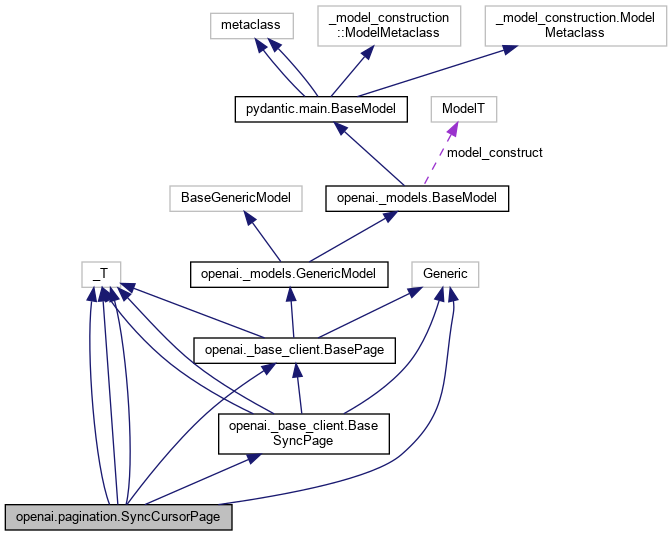 metaclass
_model_construction
::ModelMetaclass
_model_construction.Model
Metaclass
pydantic.main.BaseModel
ModelT
model_construct
BaseGenericModel
openai._models.BaseModel
_T
openai._models.GenericModel
Generic
openai._base_client.BasePage
openai._base_client.Base
SyncPage
openai.pagination.SyncCursorPage